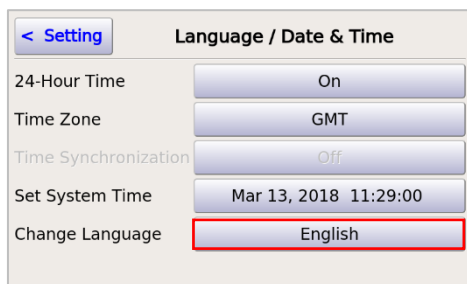 < Setting Language / Date & Time
24-Hour Time On
Time Zone GMT
Time Synchronization Off
Set System Time Mar 13, 2018 11:29:00
Change Language English